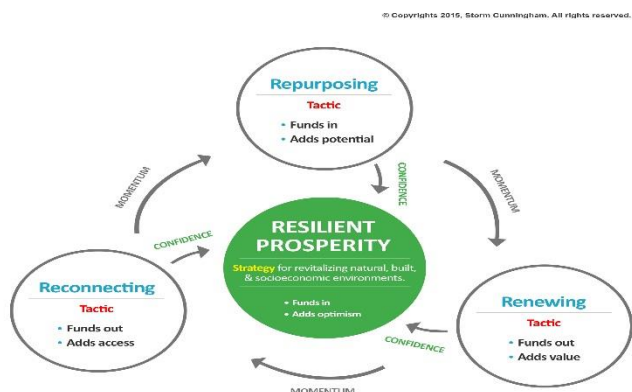 © Copyrights 2015, Storm Cunningham. All rights reserved.
Repurposing
Tactic
• Funds in
• Adds potential
MOMENTUM
CONFIDENCE
MOMENTUM
RESILIENT
PROSPERITY
Strategy for revitalizing natural, built,
& socioeconomic environments.
• Funds in
• Adds optimism
CONFIDENCE
Reconnecting
Tactic
• Funds out
• Adds access
Renewing
Tactic
• Funds out
• Adds value
CONFIDENCE
MOMENTUM